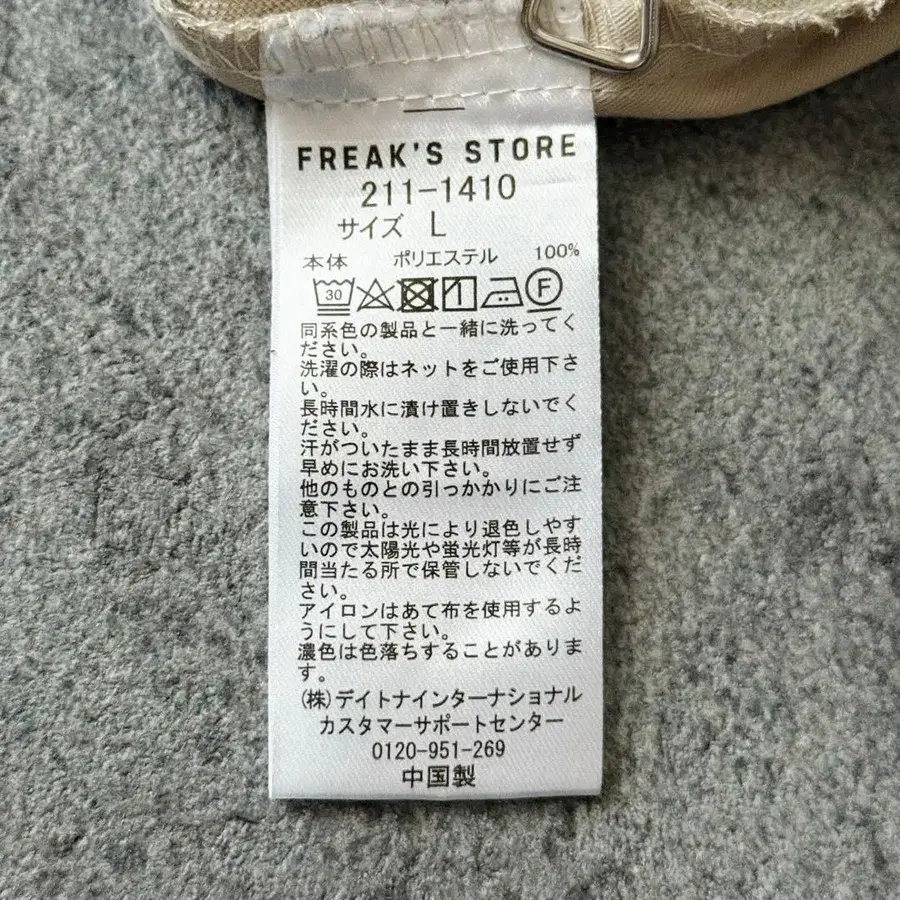 FREAK'S STORE
211-1410
サイズ L
本体 ポリエステル 100%
30 F
同系色の製品と一緒に洗ってく
ださい。
洗濯の際はネットをご使用下さ
い。
長時間水に漬け置きしないでく
ださい。
汗がついたまま長時間放置せず
早めにお洗い下さい。
他のものとの引っかかりにご注
意下さい。
この製品は光により退色しやす
いので太陽光や蛍光灯等が長時
間当たる所で保管しないでくだ
さい。
アイロンはあて布を使用するよ
うにして下さい。
濃色は色落ちすることがありま
す。
(株)デイトナインターナショナル
カスタマーサポートセンター
0120-951-269
中国製